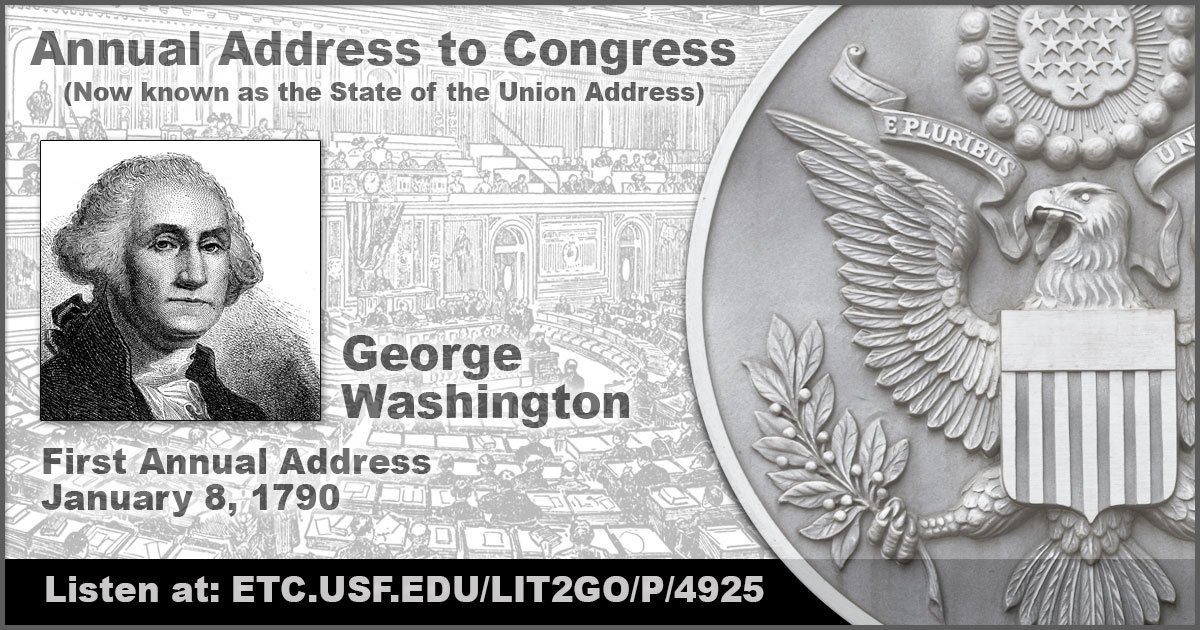 Annual Address to Congress
(Now known as the State of the Union Address)
E PLURIBUS
UN
George
Washington
First Annual Address
January 8, 1790
Listen at: ETC.USF.EDU/LIT2GO/P/4925